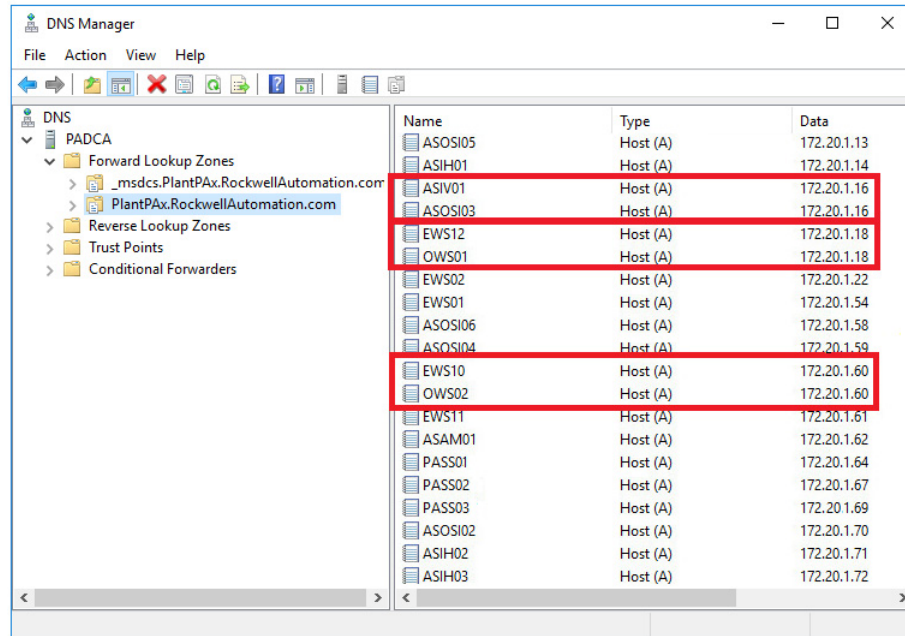 DNS Manager
File Action View Help
DNS
PADCA
Forward Lookup Zones
_msdcs.PlantPAx.RockwellAutomation.com
PlantPAx.RockwellAutomation.com
Reverse Lookup Zones
Trust Points
Conditional Forwarders
Name Type Data
ASOSI05 Host (A) 172.20.1.13
ASIH01 Host (A) 172.20.1.14
ASIV01 Host (A) 172.20.1.16
ASOSI03 Host (A) 172.20.1.16
EWS12 Host (A) 172.20.1.18
OWS01 Host (A) 172.20.1.18
EWS02 Host (A) 172.20.1.22
EWS01 Host (A) 172.20.1.54
ASOSI06 Host (A) 172.20.1.58
ASOSI04 Host (A) 172.20.1.59
EWS10 Host (A) 172.20.1.60
OWS02 Host (A) 172.20.1.60
EWS11 Host (A) 172.20.1.61
ASAM01 Host (A) 172.20.1.62
PASS01 Host (A) 172.20.1.64
PASS02 Host (A) 172.20.1.67
PASS03 Host (A) 172.20.1.69
ASOSI02 Host (A) 172.20.1.70
ASIH02 Host (A) 172.20.1.71
ASIH03 Host (A) 172.20.1.72